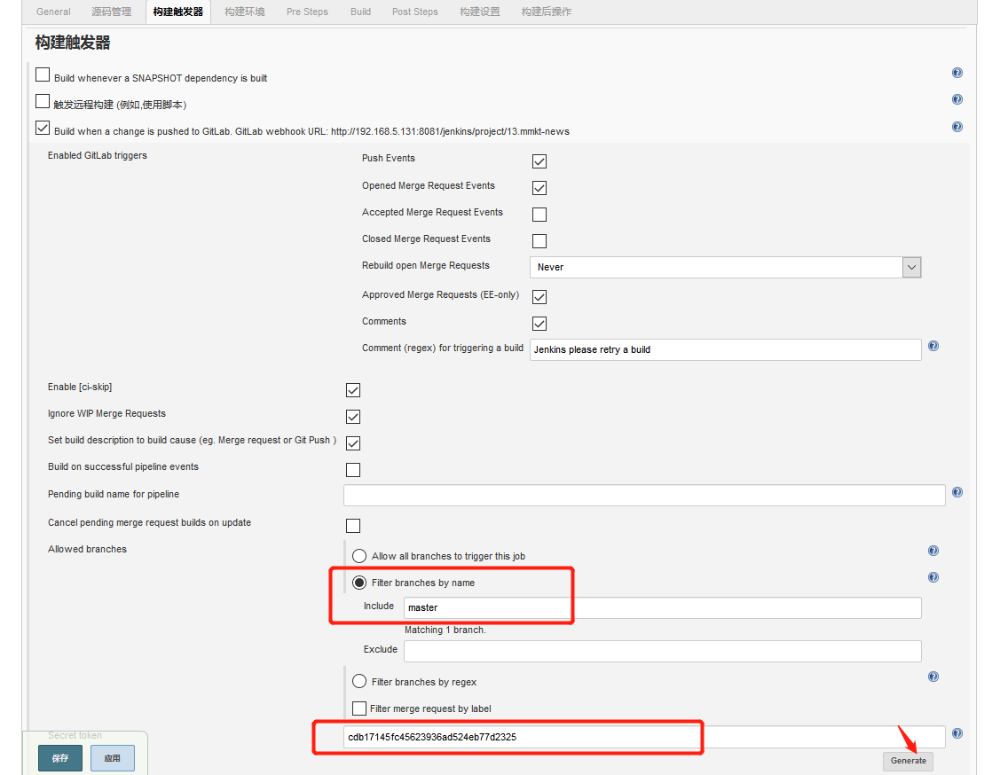 General 源码管理 构建触发器 构建环境 Pre Steps Build Post Steps 构建设置 构建后操作
构建触发器
Build whenever a SNAPSHOT dependency is built
触发远程构建 (例如,使用脚本)
Build when a change is pushed to GitLab. GitLab webhook URL: http://192.168.5.131:8081/jenkins/project/13.mmkt-news
Enabled GitLab triggers
Push Events
Opened Merge Request Events
Accepted Merge Request Events
Closed Merge Request Events
Rebuild open Merge Requests Never
Approved Merge Requests (EE-only)
Comments
Comment (regex) for triggering a build Jenkins please retry a build
Enable [ci-skip]
Ignore WIP Merge Requests
Set build description to build cause (eg. Merge request or Git Push )
Build on successful pipeline events
Pending build name for pipeline
Cancel pending merge request builds on update
Allowed branches
Allow all branches to trigger this job
Filter branches by name
Include master
Matching 1 branch.
Exclude
Filter branches by regex
Filter merge request by label
Secret token cdb17145fc45623936ad524eb77d2325
保存 应用 Generate